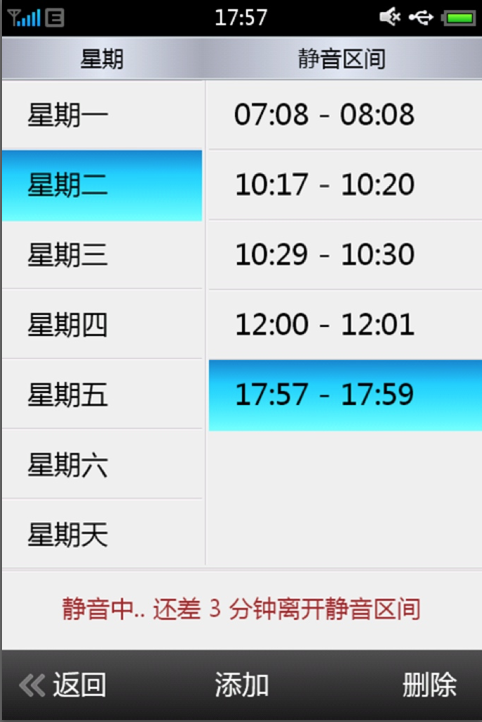 E 17:57
星期 静音区间
星期一 07:08 - 08:08
星期二 10:17 - 10:20
星期三 10:29 - 10:30
星期四 12:00 - 12:01
星期五 17:57 - 17:59
星期六
星期天
静音中.. 还差 3 分钟离开静音区间
返回 添加 删除